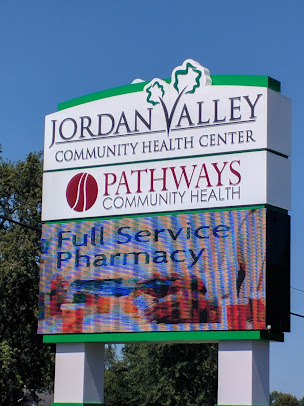 JORDAN VALLEY
COMMUNITY HEALTH CENTER
PATHWAYS
COMMUNITY HEALTH
Full Service
Pharmacy